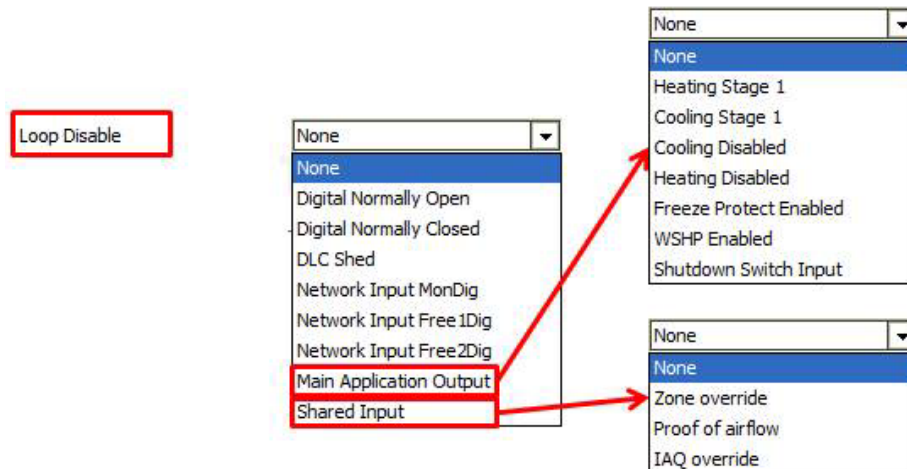 Loop Disable
None
None
Digital Normally Open
Digital Normally Closed
DLC Shed
Network Input MonDig
Network Input Free1Dig
Network Input Free2Dig
Main Application Output
Shared Input
None
None
Heating Stage 1
Cooling Stage 1
Cooling Disabled
Heating Disabled
Freeze Protect Enabled
WSHP Enabled
Shutdown Switch Input
None
None
Zone override
Proof of airflow
IAQ override